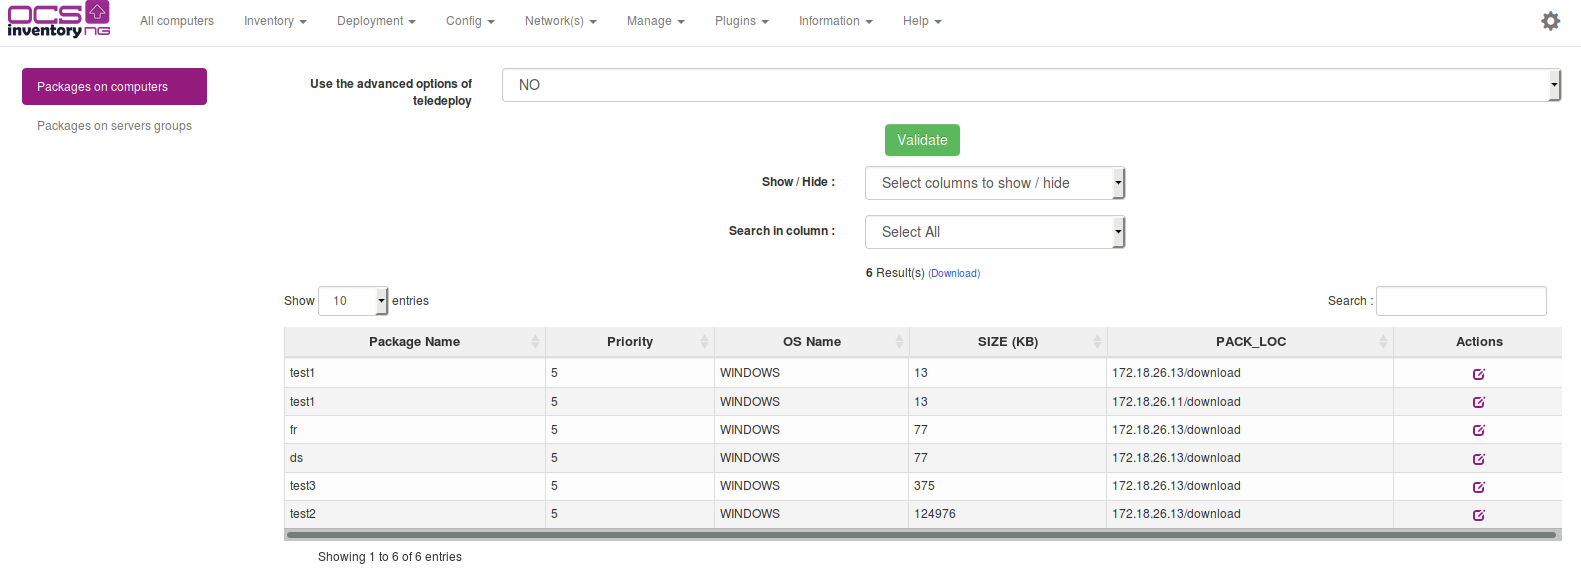 OCS
inventory NG
All computers Inventory Deployment Config Network(s) Manage Plugins Information Help
Packages on computers
Packages on servers groups
Use the advanced options of
teledeploy
NO
Validate
Show / Hide : Select columns to show / hide
Search in column : Select All
6 Result(s) (Download)
Show 10 entries Search :
Package Name Priority OS Name SIZE (KB) PACK_LOC Actions
test1 5 WINDOWS 13 172.18.26.13/download
test1 5 WINDOWS 13 172.18.26.11/download
fr 5 WINDOWS 77 172.18.26.13/download
ds 5 WINDOWS 77 172.18.26.13/download
test3 5 WINDOWS 375 172.18.26.13/download
test2 5 WINDOWS 124976 172.18.26.13/download
Showing 1 to 6 of 6 entries